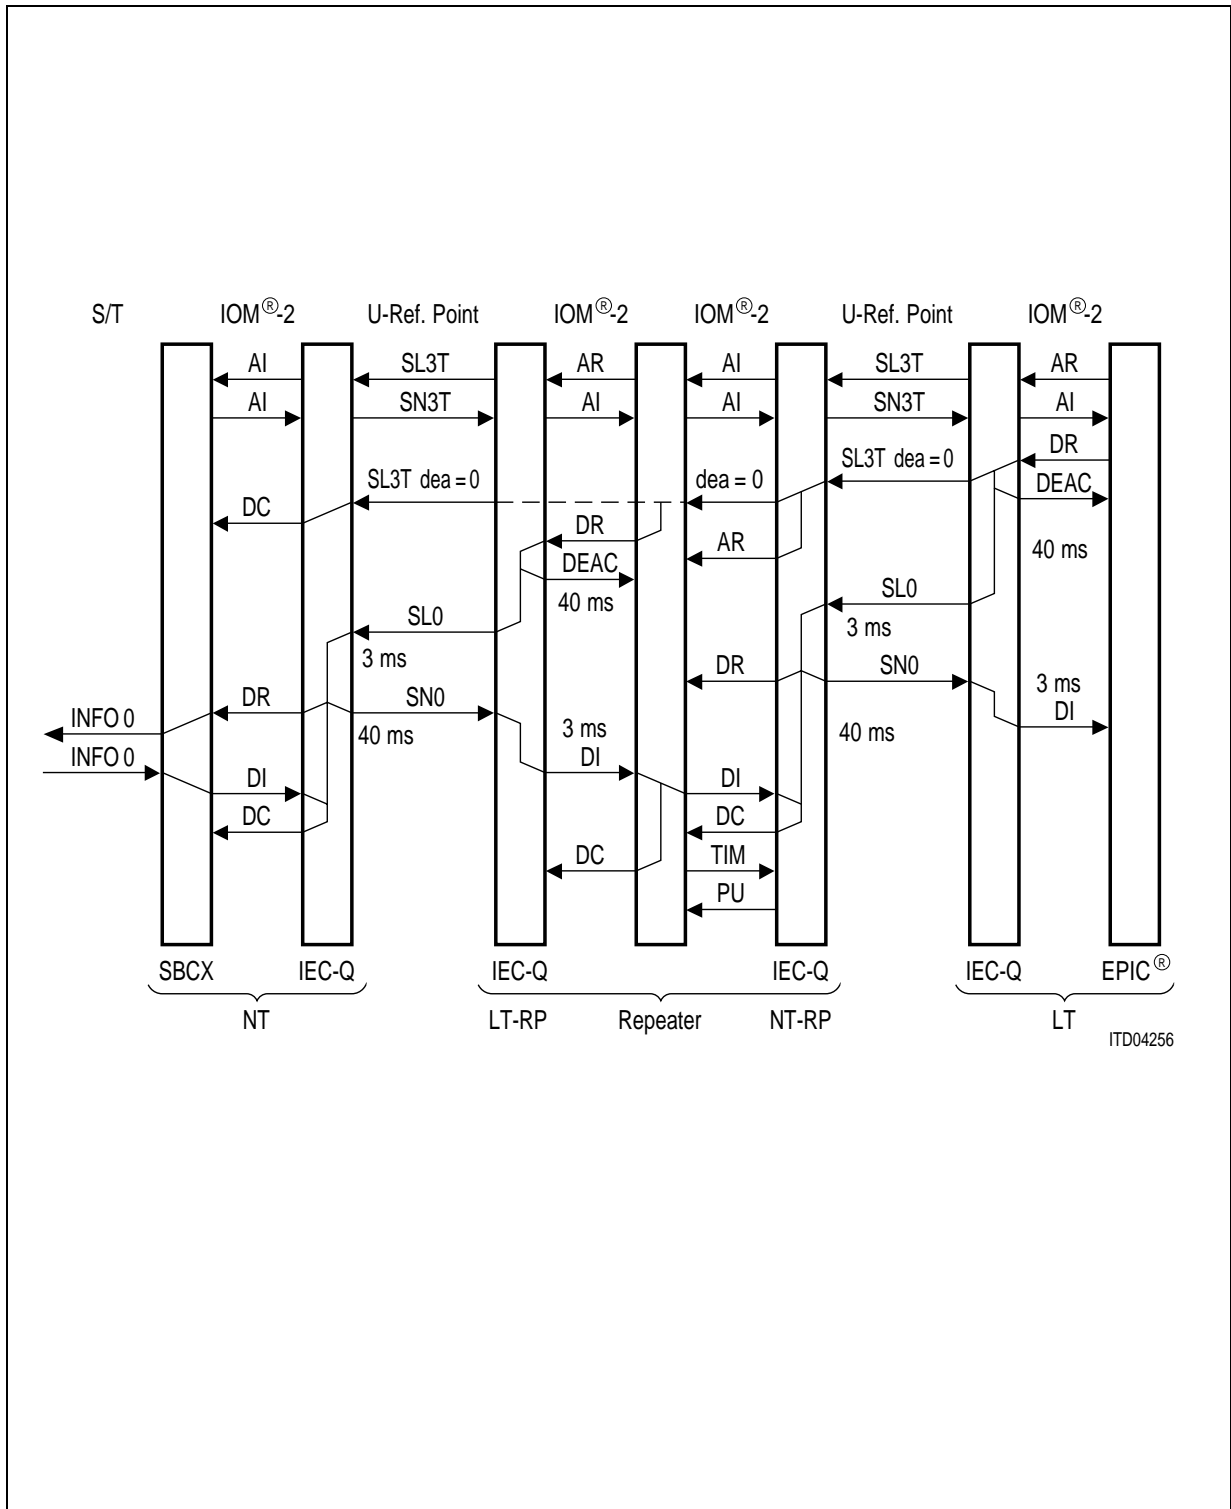 S/T IOM®-2 U-Ref. Point IOM®-2 IOM®-2 U-Ref. Point IOM®-2
AI SL3T AR AI SL3T AR
AI SN3T AI AI SN3T AI
DR
SL3T dea = 0
SL3T dea = 0 dea = 0
DEAC
DC
DR
AR
40 ms
DEAC
SL0
40 ms
SL0
3 ms
3 ms
DR SN0
3 ms
DR SN0
INFO 0
DI
40 ms 3 ms 40 ms
INFO 0
DI DI DI
DC DC
DC TIM
PU
SBCX IEC-Q IEC-Q IEC-Q IEC-Q EPIC®
NT LT-RP Repeater NT-RP LT
ITD04256